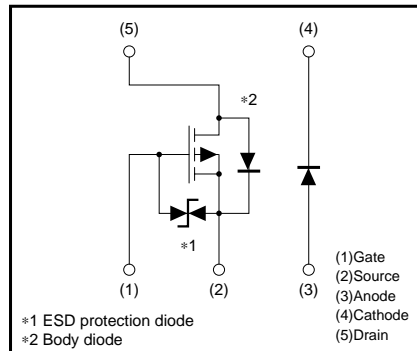 (5) (4)
*2
*1
(1) (2) (3)
(1)Gate
(2)Source
(3)Anode
(4)Cathode
(5)Drain
*1 ESD protection diode
*2 Body diode